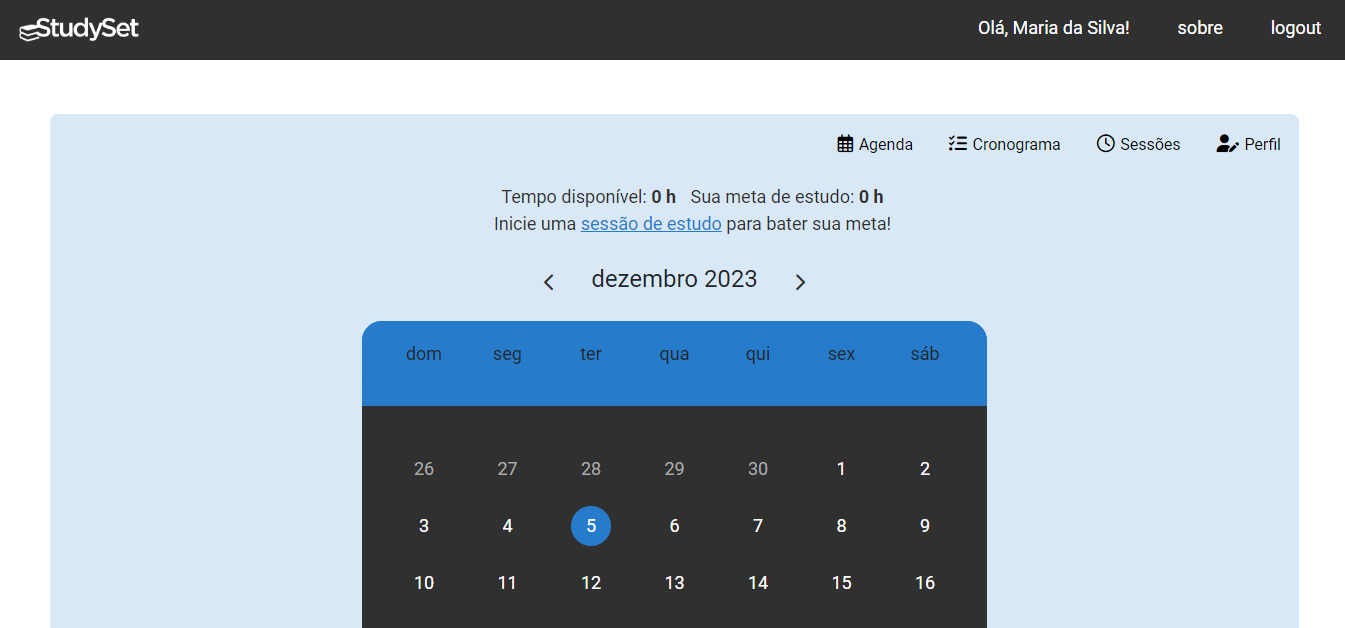 StudySet Olá, Maria da Silva! sobre logout
Agenda Cronograma Sessões Perfil
Tempo disponível: 0 h Sua meta de estudo: 0 h
Inicie uma sessão de estudo para bater sua meta!
dezembro 2023
dom seg ter qua qui sex sáb
26 27 28 29 30 1 2
3 4 5 6 7 8 9
10 11 12 13 14 15 16